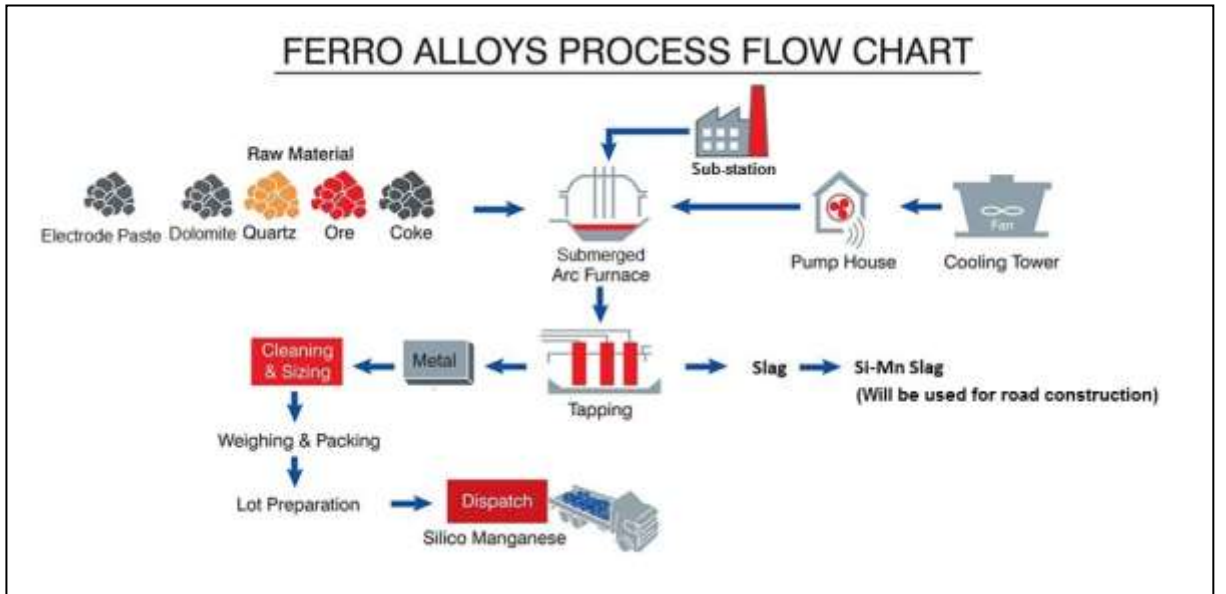 FERRO ALLOYS PROCESS FLOW CHART
Sub-station
Raw Material
Electrode Paste
Dolomite
Quartz
Ore
Coke
Submerged
Arc Furnace
Pump House
Fan
Cooling Tower
Cleaning
& Sizing
Metal
Tapping
Slag
Si-Mn Slag
(Will be used for road construction)
Weighing & Packing
Lot Preparation
Dispatch
Silico Manganese